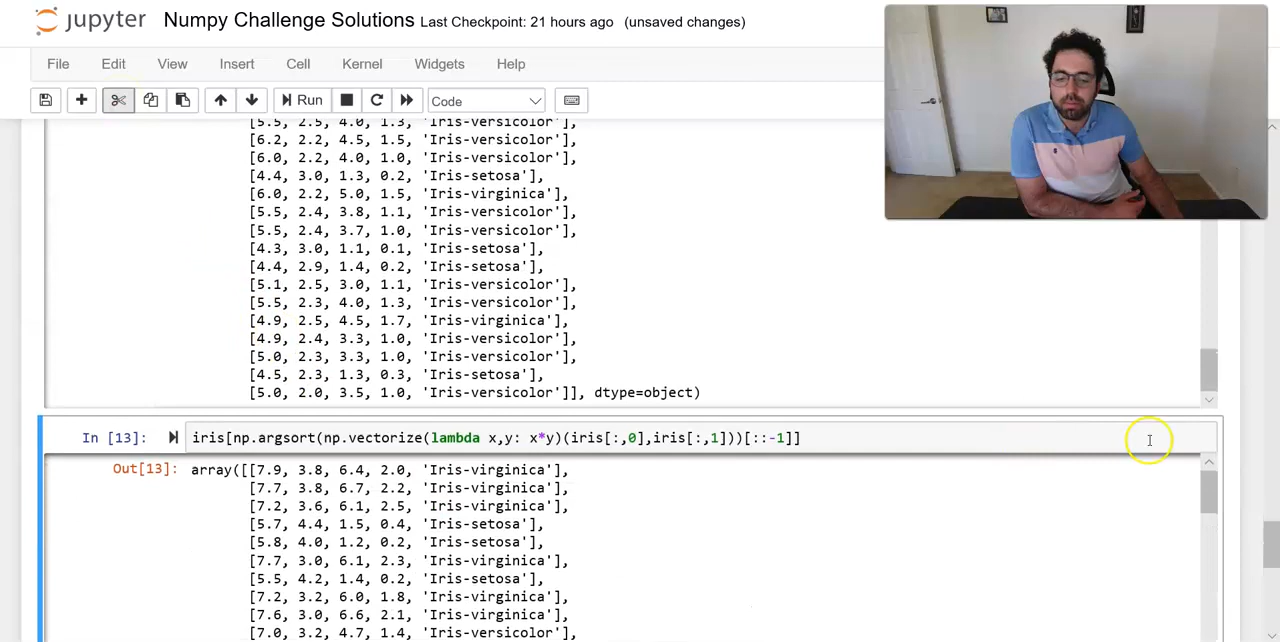 jupyter Numpy Challenge Solutions Last Checkpoint: 21 hours ago (unsaved changes)
File Edit View Insert Cell Kernel Widgets Help
Run Code
[5.5, 2.5, 4.0, 1.3, 'Iris-versicolor'],
[6.2, 2.2, 4.5, 1.5, 'Iris-versicolor'],
[6.0, 2.2, 4.0, 1.0, 'Iris-versicolor'],
[4.4, 3.0, 1.3, 0.2, 'Iris-setosa'],
[6.0, 2.2, 5.0, 1.5, 'Iris-virginica'],
[5.5, 2.4, 3.8, 1.1, 'Iris-versicolor'],
[5.5, 2.4, 3.7, 1.0, 'Iris-versicolor'],
[4.3, 3.0, 1.1, 0.1, 'Iris-setosa'],
[4.4, 2.9, 1.4, 0.2, 'Iris-setosa'],
[5.1, 2.5, 3.0, 1.1, 'Iris-versicolor'],
[5.5, 2.3, 4.0, 1.3, 'Iris-versicolor'],
[4.9, 2.5, 4.5, 1.7, 'Iris-virginica'],
[4.9, 2.4, 3.3, 1.0, 'Iris-versicolor'],
[5.0, 2.3, 3.3, 1.0, 'Iris-versicolor'],
[4.5, 2.3, 1.3, 0.3, 'Iris-setosa'],
[5.0, 2.0, 3.5, 1.0, 'Iris-versicolor']], dtype=object)
In [13]: iris[np.argsort(np.vectorize(lambda x,y: x*y)(iris[:,0],iris[:,1]))[::-1]]
Out[13]: array([[7.9, 3.8, 6.4, 2.0, 'Iris-virginica'],
[7.7, 3.8, 6.7, 2.2, 'Iris-virginica'],
[7.2, 3.6, 6.1, 2.5, 'Iris-virginica'],
[5.7, 4.4, 1.5, 0.4, 'Iris-setosa'],
[5.8, 4.0, 1.2, 0.2, 'Iris-setosa'],
[7.7, 3.0, 6.1, 2.3, 'Iris-virginica'],
[5.5, 4.2, 1.4, 0.2, 'Iris-setosa'],
[7.2, 3.2, 6.0, 1.8, 'Iris-virginica'],
[7.6, 3.0, 6.6, 2.1, 'Iris-virginica'],
[7.0, 3.2, 4.7, 1.4, 'Iris-versicolor'],